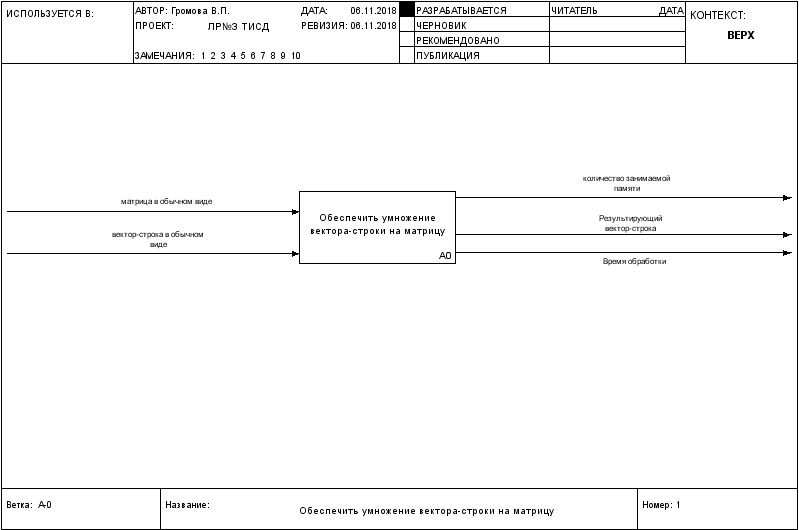 ИСПОЛЬЗУЕТСЯ В:
АВТОР: Громова В.П.
ДАТА: 06.11.2018
ПРОЕКТ: ЛР№3 ТИСД
РЕВИЗИЯ: 06.11.2018
ЗАМЕЧАНИЯ: 1 2 3 4 5 6 7 8 9 10
РАЗРАБАТЫВАЕТСЯ
ЧЕРНОВИК
РЕКОМЕНДОВАНО
ПУБЛИКАЦИЯ
ЧИТАТЕЛЬ ДАТА
КОНТЕКСТ:
ВЕРХ
количество занимаемой
памяти
матрица в обычном виде
Обеспечить умножение
вектора-строки на матрицу
A0
Результирующий
вектор-строка
вектор-строка в обычном
виде
Время обработки
Ветка: A-0
Название:
Обеспечить умножение вектора-строки на матрицу
Номер: 1